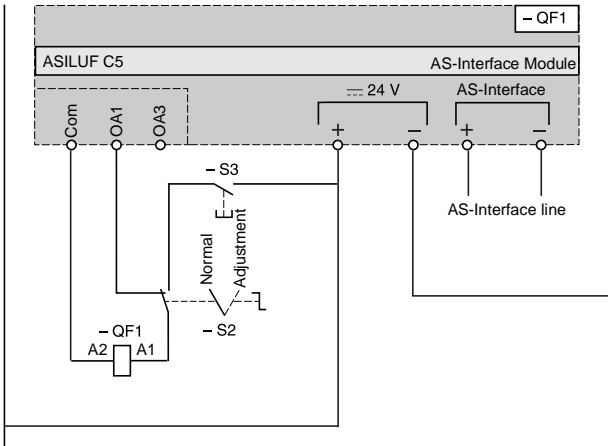 – QF1
ASILUF C5 AS-Interface Module
⎓ 24 V AS-Interface
Com OA1 OA3 + – + –
– S3
AS-Interface line
Normal Adjustment
– S2
– QF1
A2 A1